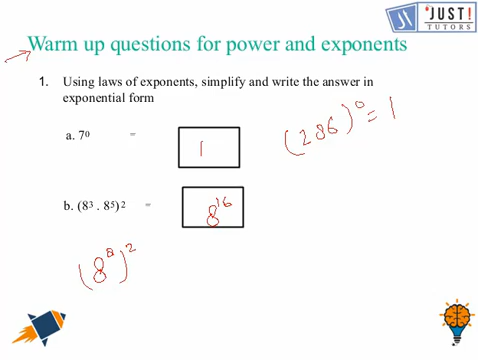 'JUST!
TUTORS
Warm up questions for power and exponents
1. Using laws of exponents, simplify and write the answer in
exponential form
(286)⁰ = 1
a. 7⁰ = 1
b. (8³ . 8⁵)² = 8¹⁶
(8⁸)²